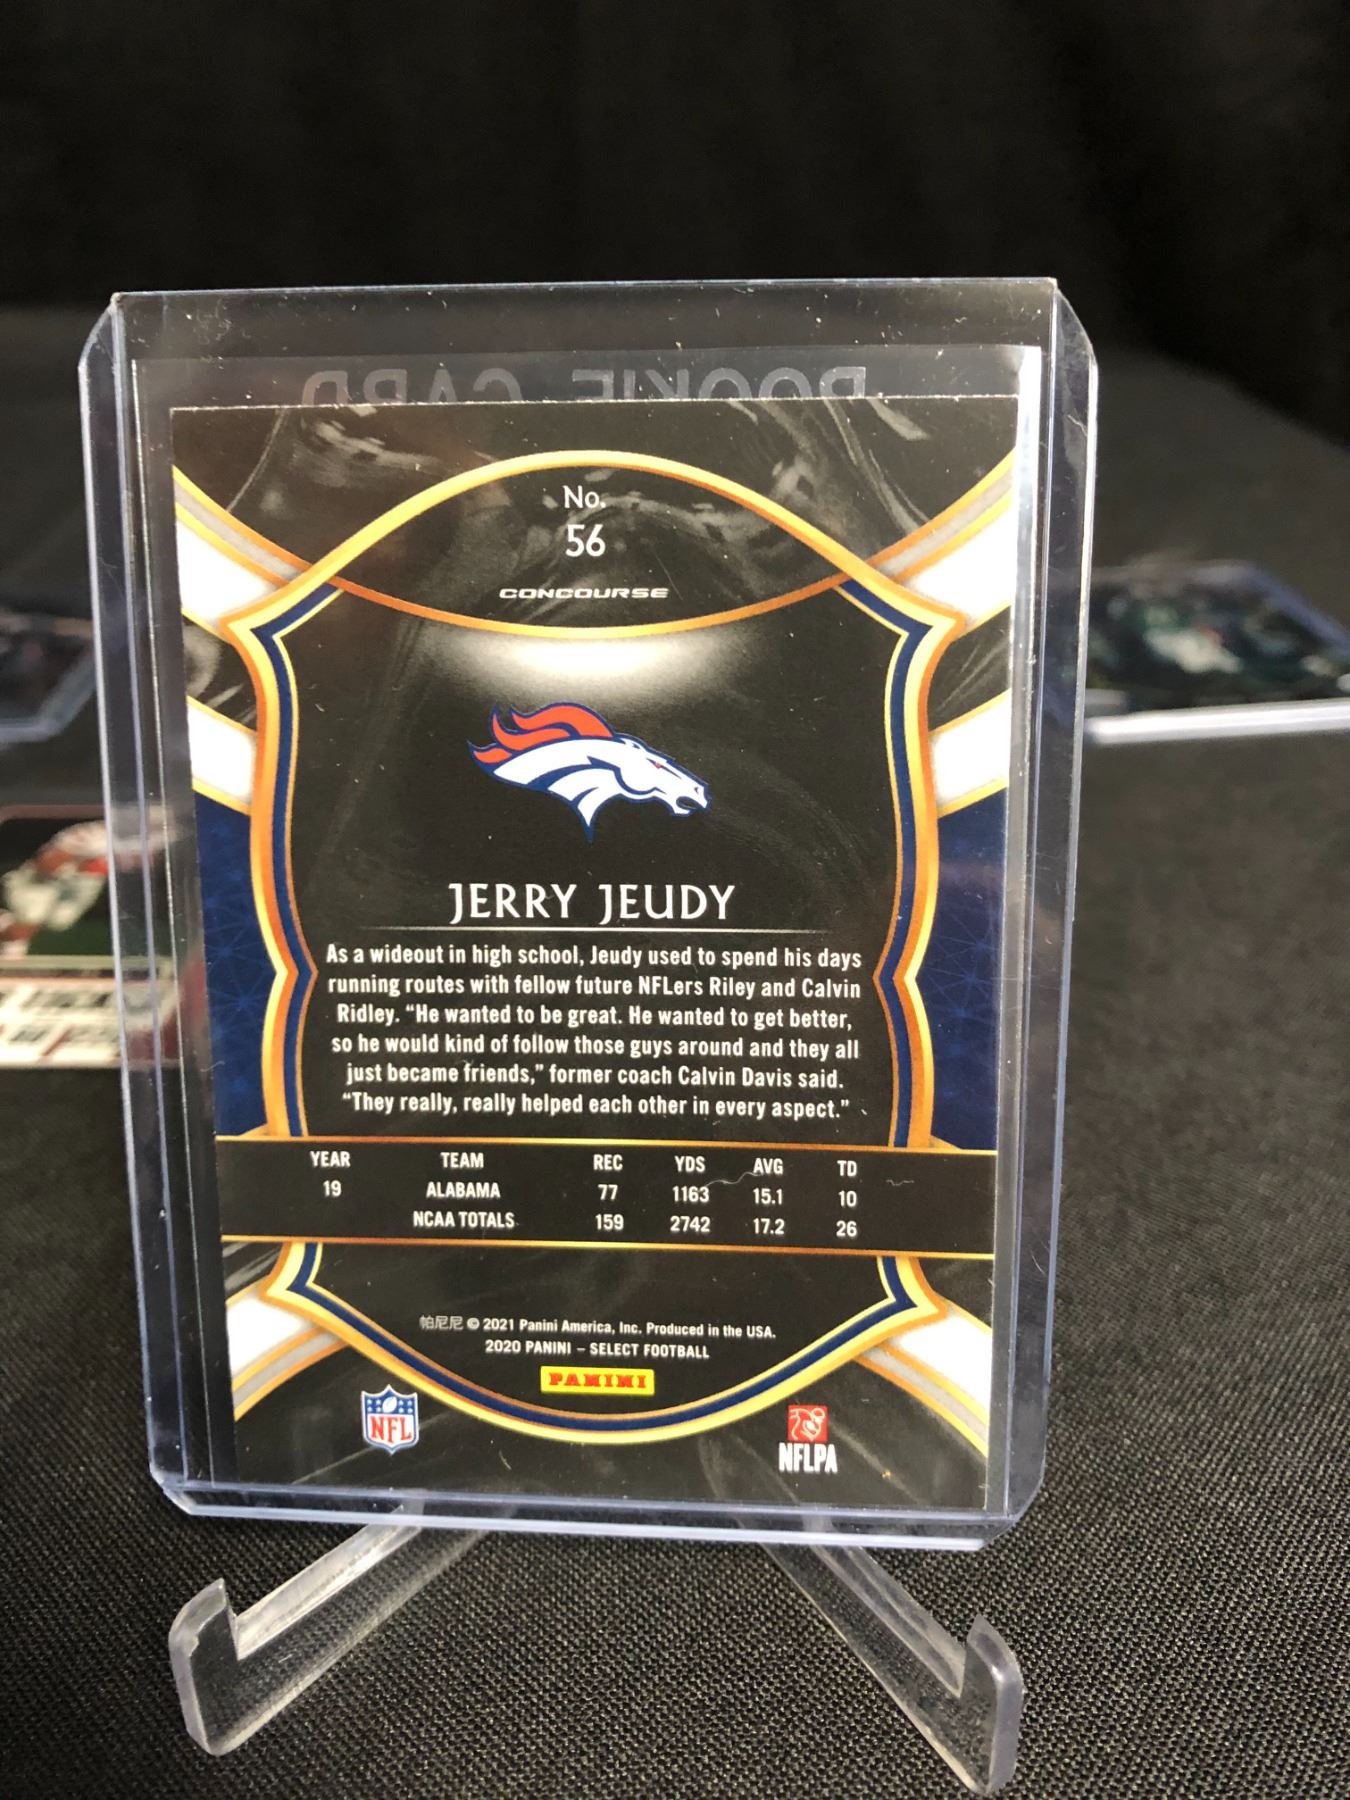 ROOKIE CARD
No.
56
CONCOURSE
JERRY JEUDY
As a wideout in high school, Jeudy used to spend his days
running routes with fellow future NFLers Riley and Calvin
Ridley. “He wanted to be great. He wanted to get better,
so he would kind of follow those guys around and they all
just became friends,” former coach Calvin Davis said.
“They really, really helped each other in every aspect.”
YEAR TEAM REC YDS AVG TD
19 ALABAMA 77 1163 15.1 10
NCAA TOTALS 159 2742 17.2 26
帕尼尼 © 2021 Panini America, Inc. Produced in the USA.
2020 PANINI – SELECT FOOTBALL
PANINI
NFL
NFLPA